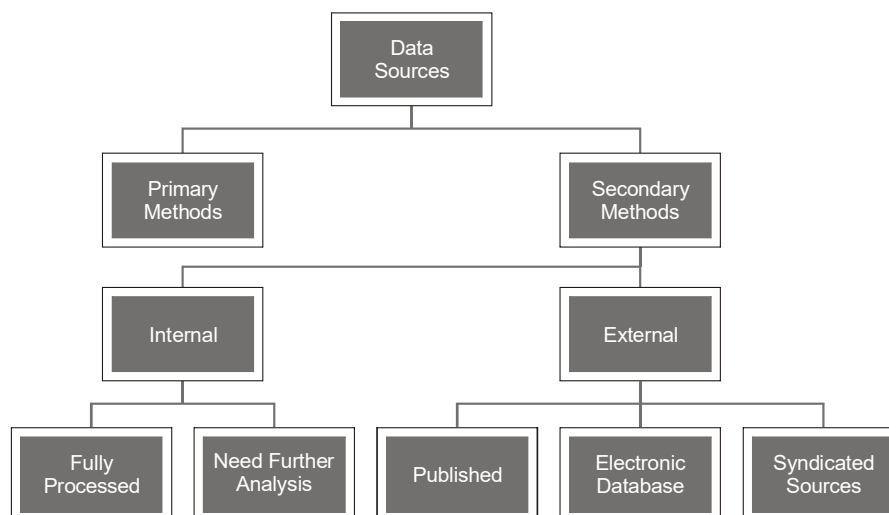 Data
Sources
Primary
Methods
Secondary
Methods
Internal
External
Fully
Processed
Need Further
Analysis
Published
Electronic
Database
Syndicated
Sources